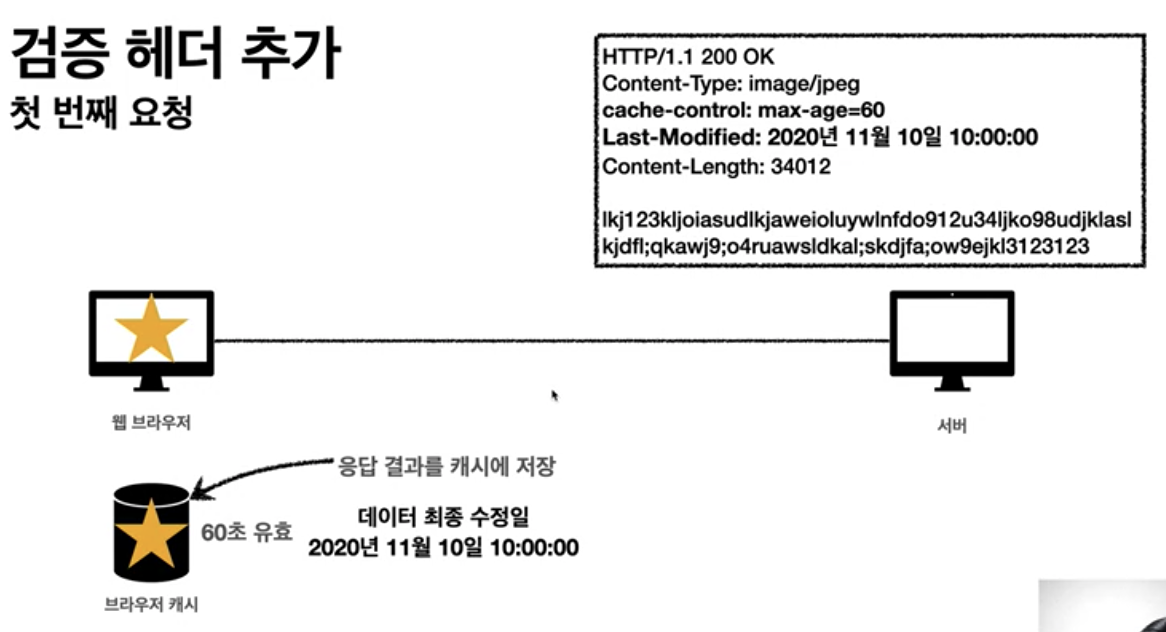 검증 헤더 추가
첫 번째 요청
HTTP/1.1 200 OK
Content-Type: image/jpeg
cache-control: max-age=60
Last-Modified: 2020년 11월 10일 10:00:00
Content-Length: 34012
lkj123kljoiasudlkjaweioluywlnfdo912u34ljko98udjklasl
kjdfl;qkawj9;o4ruawsldkal;skdjfa;ow9ejkl3123123
웹 브라우저
서버
응답 결과를 캐시에 저장
60초 유효
데이터 최종 수정일
2020년 11월 10일 10:00:00
브라우저 캐시